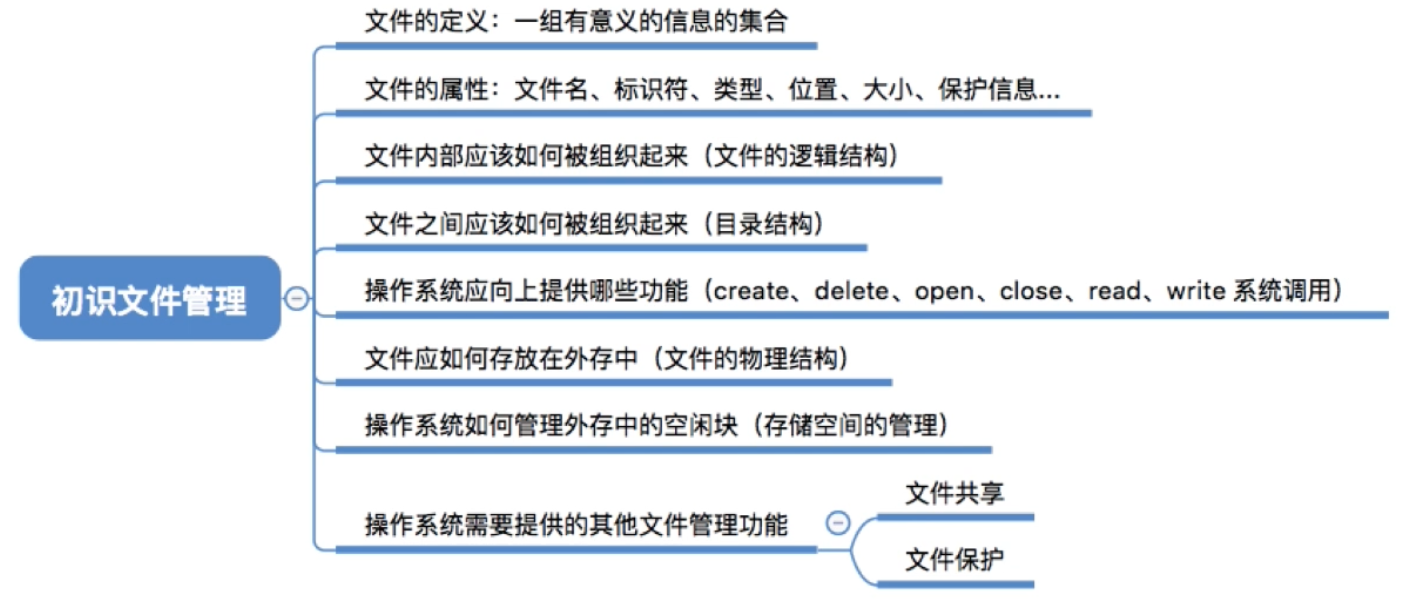 文件的定义：一组有意义的信息的集合
文件的属性：文件名、标识符、类型、位置、大小、保护信息...
文件内部应该如何被组织起来（文件的逻辑结构）
文件之间应该如何被组织起来（目录结构）
初识文件管理
操作系统应向上提供哪些功能（create、delete、open、close、read、write 系统调用）
文件应如何存放在外存中（文件的物理结构）
操作系统如何管理外存中的空闲块（存储空间的管理）
操作系统需要提供的其他文件管理功能
文件共享
文件保护